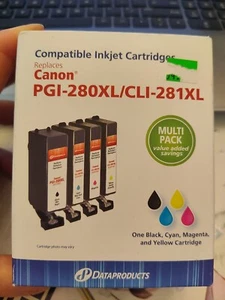 Compatible Inkjet Cartridges
Replaces
Canon®
PGI-280XL/CLI-281XL
MULTI
PACK
value added
savings
One Black, Cyan, Magenta,
and Yellow Cartridge
DATAPRODUCTS